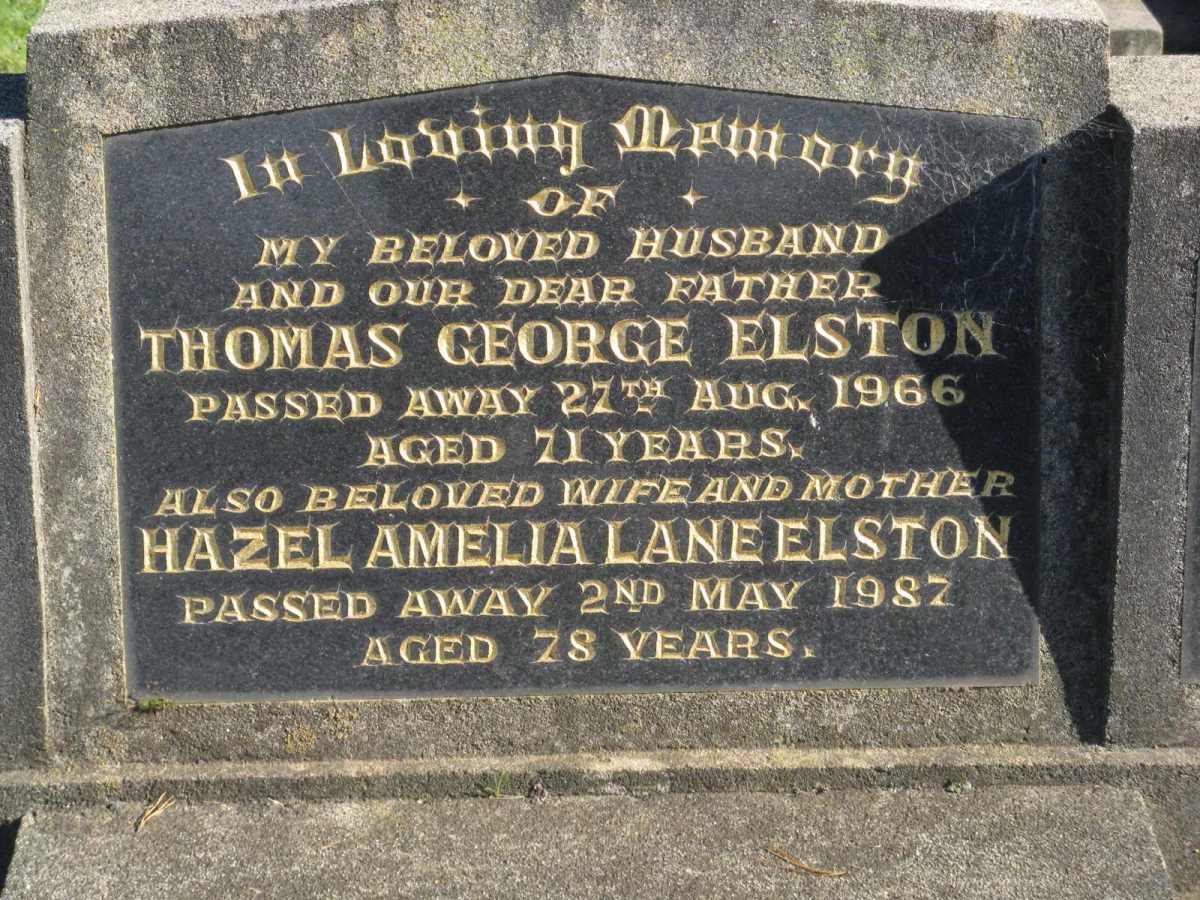 In Loving Memory
OF
MY BELOVED HUSBAND
AND OUR DEAR FATHER
THOMAS GEORGE ELSTON
PASSED AWAY 27TH AUG. 1966
AGED 71 YEARS.
ALSO BELOVED WIFE AND MOTHER
HAZEL AMELIA LANE ELSTON
PASSED AWAY 2ND MAY 1987
AGED 78 YEARS.